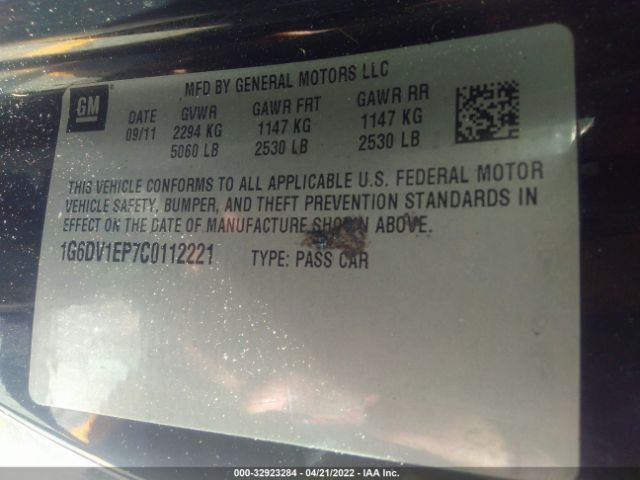 GM
MFD BY GENERAL MOTORS LLC
DATE GVWR GAWR FRT GAWR RR
09/11 2294 KG 1147 KG 1147 KG
5060 LB 2530 LB 2530 LB
THIS VEHICLE CONFORMS TO ALL APPLICABLE U.S. FEDERAL MOTOR
VEHICLE SAFETY, BUMPER, AND THEFT PREVENTION STANDARDS IN
EFFECT ON THE DATE OF MANUFACTURE SHOWN ABOVE.
1G6DV1EP7C0112221 TYPE: PASS CAR
000-32923284 - 04/21/2022 - IAA Inc.